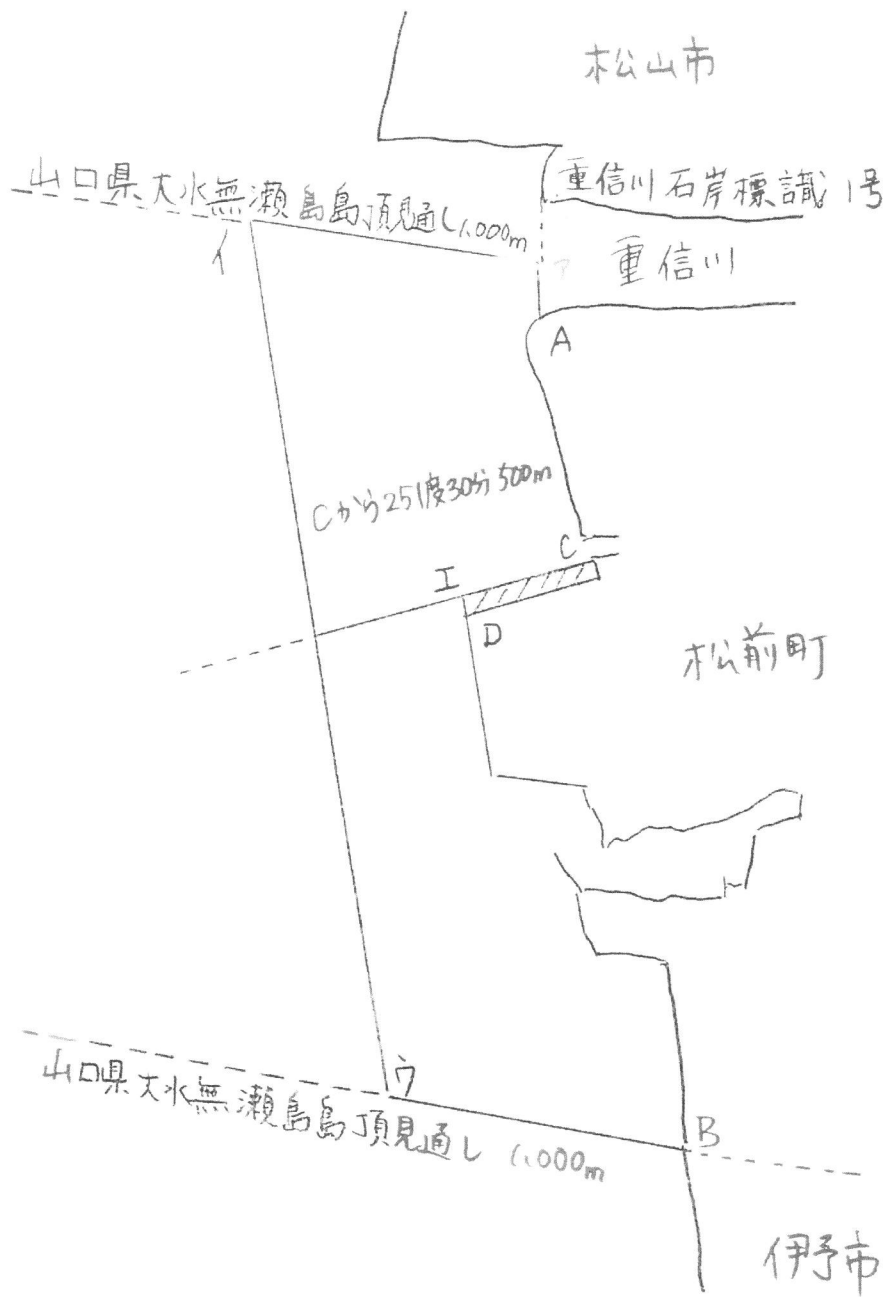 松山市
山口県大水無瀬島島頂見通し1,000m
重信川石岸標識1号
イ
ア
重信川
A
Cから251度30分500m
C
エ
D
松前町
ウ
山口県大水無瀬島島頂見通し 1,000m
B
伊予市